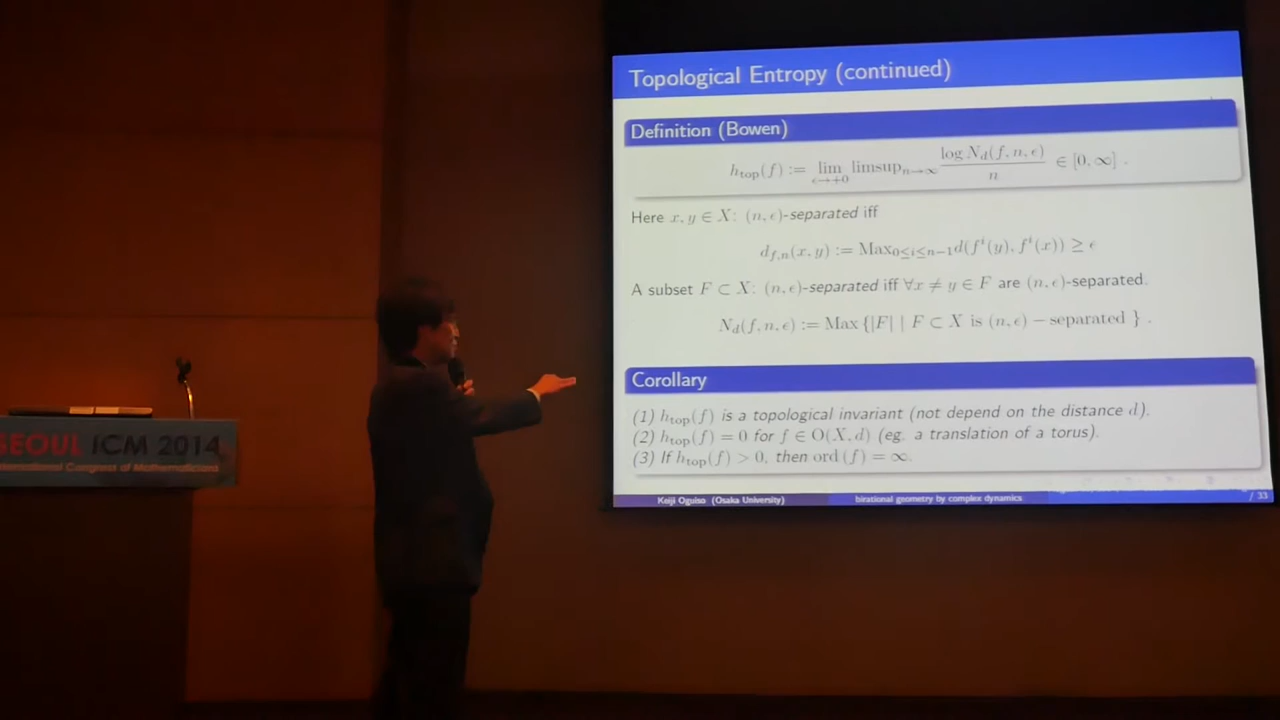 SEOUL ICM 2014
International Congress of Mathematicians
Topological Entropy (continued)
Definition (Bowen)
h_top(f) := lim_{ϵ→+0} limsup_{n→∞} log N_d(f, n, ϵ) / n ∈ [0, ∞] .
Here x, y ∈ X: (n, ϵ)-separated iff
d_{f,n}(x, y) := Max_{0≤i≤n−1} d(f^i(y), f^i(x)) ≥ ϵ
A subset F ⊂ X: (n, ϵ)-separated iff ∀x ≠ y ∈ F are (n, ϵ)-separated.
N_d(f, n, ϵ) := Max {|F| | F ⊂ X is (n, ϵ) − separated } .
Corollary
(1) h_top(f) is a topological invariant (not depend on the distance d).
(2) h_top(f) = 0 for f ∈ O(X, d) (eg. a translation of a torus).
(3) If h_top(f) > 0, then ord (f) = ∞.
Keiji Oguiso (Osaka University) birational geometry by complex dynamics / 33